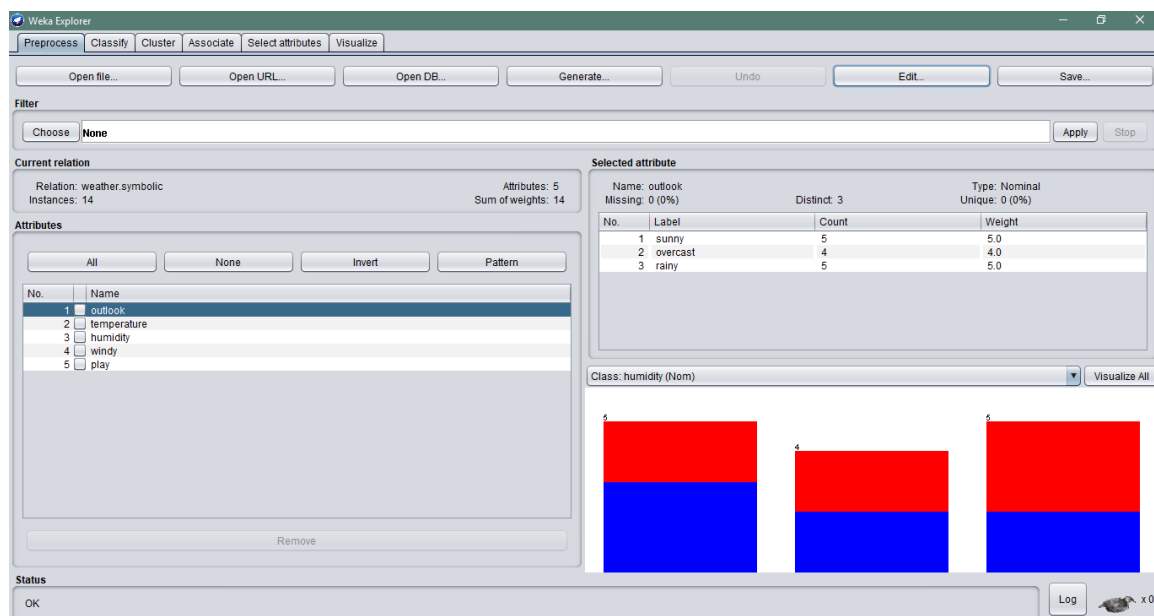 Weka Explorer
Preprocess Classify Cluster Associate Select attributes Visualize
Open file... Open URL... Open DB... Generate... Undo Edit... Save...
Filter
Choose None Apply Stop
Current relation
Relation: weather.symbolic Attributes: 5
Instances: 14 Sum of weights: 14
Attributes
All None Invert Pattern
No. Name
1 outlook
2 temperature
3 humidity
4 windy
5 play
Remove
Selected attribute
Name: outlook Type: Nominal
Missing: 0 (0%) Distinct: 3 Unique: 0 (0%)
No. Label Count Weight
1 sunny 5 5.0
2 overcast 4 4.0
3 rainy 5 5.0
Class: humidity (Nom) Visualize All
5 4 5
Status
OK Log x 0